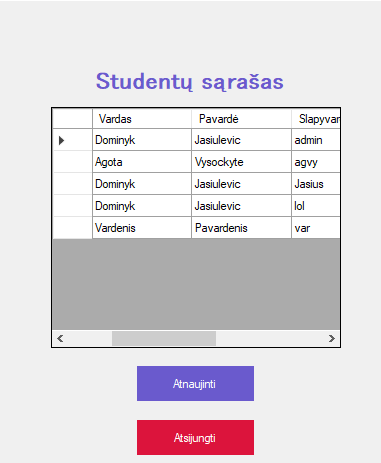 Studentų sąrašas
Vardas Pavardė Slapyvar
Dominyk Jasiulevic admin
Agota Vysockyte agvy
Dominyk Jasiulevic Jasius
Dominyk Jasiulevic lol
Vardenis Pavardenis var
Atnaujinti
Atsijungti